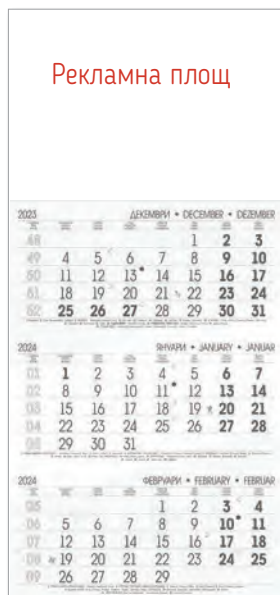 Рекламна площ
2023 ДЕКЕМВРИ • DECEMBER • DEZEMBER
48 1 2 3
49 4 5 6 7 8 9 10
50 11 12 13 14 15 16 17
51 18 19 20 21 22 23 24
52 25 26 27 28 29 30 31
2024 ЯНУАРИ • JANUARY • JANUAR
01 1 2 3 4 5 6 7
02 8 9 10 11 12 13 14
03 15 16 17 18 19 20 21
04 22 23 24 25 26 27 28
05 29 30 31
2024 ФЕВРУАРИ • FEBRUARY • FEBRUAR
05 1 2 3 4
06 5 6 7 8 9 10 11
07 12 13 14 15 16 17 18
08 19 20 21 22 23 24 25
09 26 27 28 29